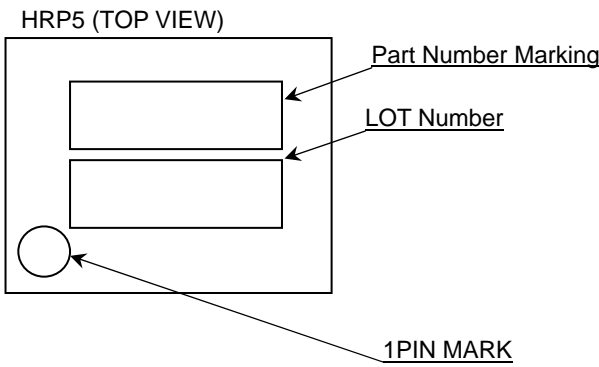 HRP5 (TOP VIEW)
Part Number Marking
LOT Number
1PIN MARK